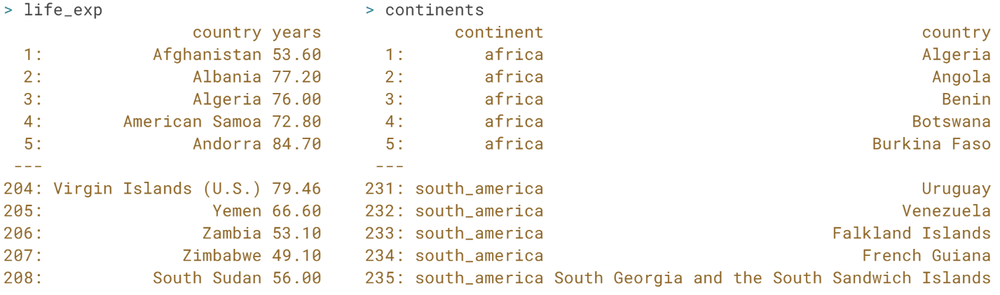 > life_exp
country years
1: Afghanistan 53.60
2: Albania 77.20
3: Algeria 76.00
4: American Samoa 72.80
5: Andorra 84.70
---
204: Virgin Islands (U.S.) 79.46
205: Yemen 66.60
206: Zambia 53.10
207: Zimbabwe 49.10
208: South Sudan 56.00
> continents
continent country
1: africa Algeria
2: africa Angola
3: africa Benin
4: africa Botswana
5: africa Burkina Faso
---
231: south_america Uruguay
232: south_america Venezuela
233: south_america Falkland Islands
234: south_america French Guiana
235: south_america South Georgia and the South Sandwich Islands